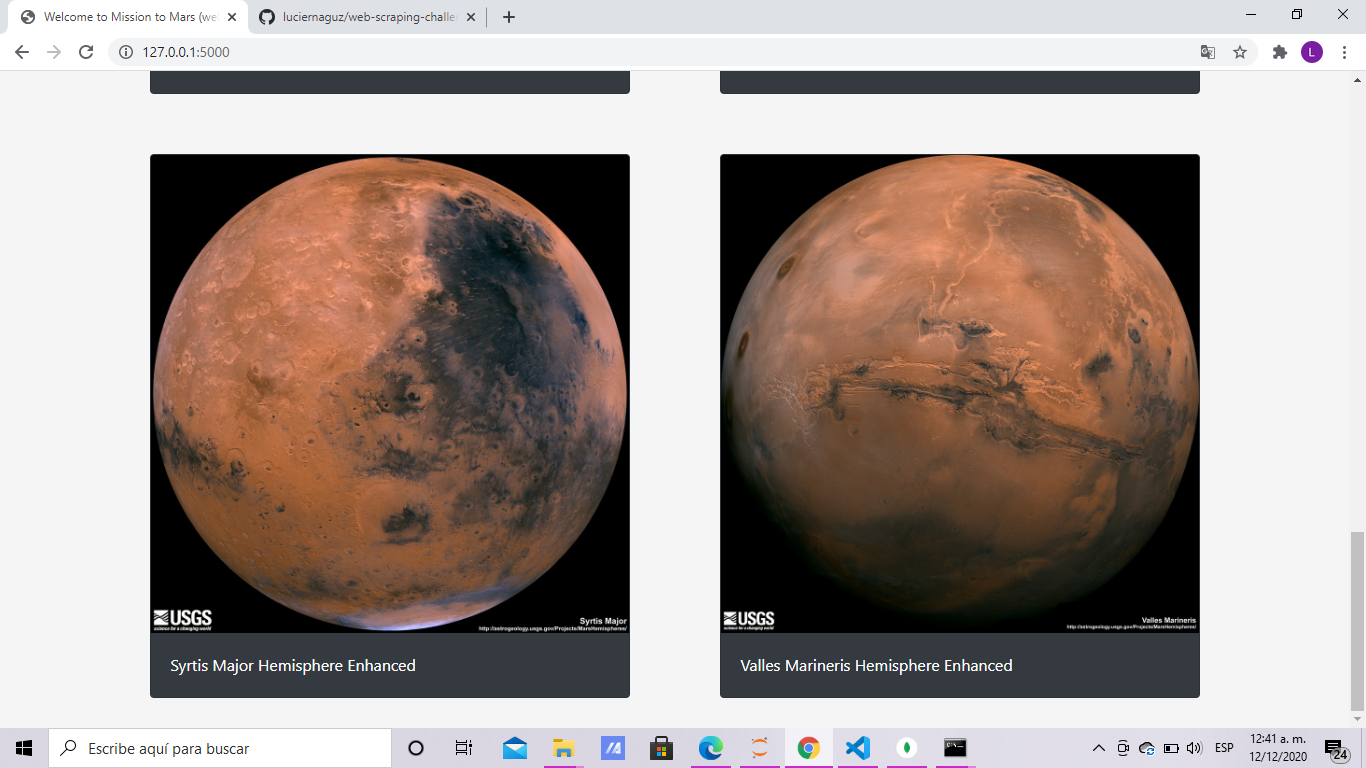 Welcome to Mission to Mars (we
luciernaguz/web-scraping-challe
127.0.0.1:5000
L
USGS
science for a changing world
Syrtis Major
http://astrogeology.usgs.gov/Projects/MarsHemispheres/
Syrtis Major Hemisphere Enhanced
USGS
science for a changing world
Valles Marineris
http://astrogeology.usgs.gov/Projects/MarsHemispheres/
Valles Marineris Hemisphere Enhanced
Escribe aquí para buscar
ESP
12:41 a. m.
12/12/2020
24